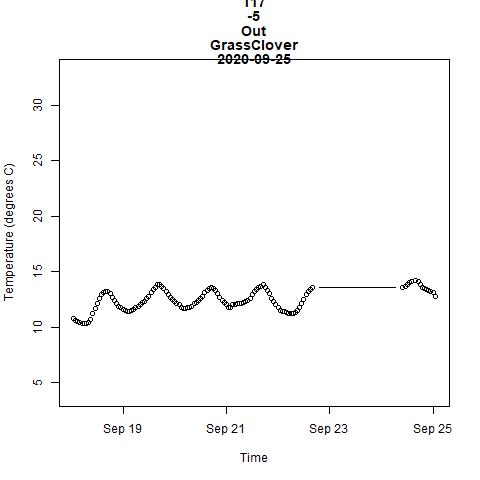 117
-5
Out
GrassClover
2020-09-25
30
25
20
15
10
5
Temperature (degrees C)
Sep 19
Sep 21
Sep 23
Sep 25
Time